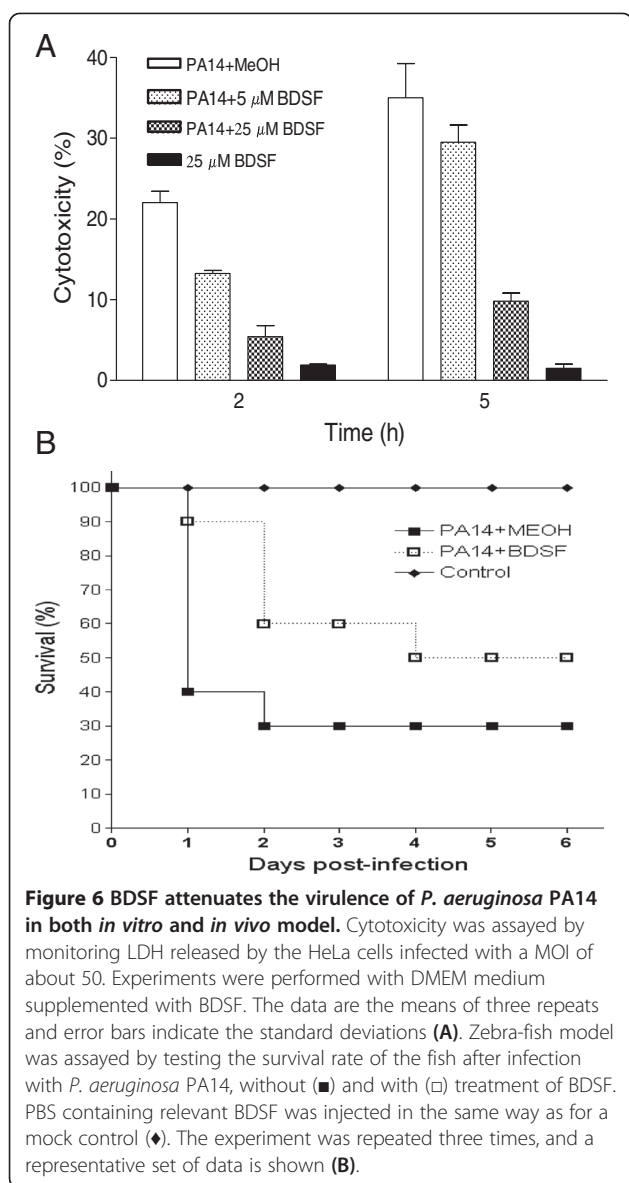 A
PA14+MeOH
PA14+5 μM BDSF
PA14+25 μM BDSF
25 μM BDSF
40
30
20
10
0
Cytotoxicity (%)
2
5
Time (h)
B
100
90
80
70
60
50
40
30
20
10
0
Survival (%)
PA14+MEOH
PA14+BDSF
Control
0 1 2 3 4 5 6
Days post-infection
Figure 6 BDSF attenuates the virulence of P. aeruginosa PA14
in both in vitro and in vivo model. Cytotoxicity was assayed by
monitoring LDH released by the HeLa cells infected with a MOI of
about 50. Experiments were performed with DMEM medium
supplemented with BDSF. The data are the means of three repeats
and error bars indicate the standard deviations (A). Zebra-fish model
was assayed by testing the survival rate of the fish after infection
with P. aeruginosa PA14, without (■) and with (□) treatment of BDSF.
PBS containing relevant BDSF was injected in the same way as for a
mock control (♦). The experiment was repeated three times, and a
representative set of data is shown (B).